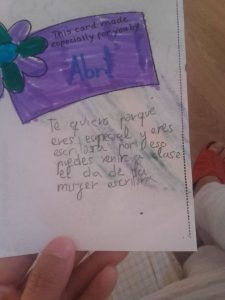 This card made
especially for you by
Abril
Te quiero porque
eres especial y eres
escritora por eso
puedes venir a clase
el dia de la
mujer escritora